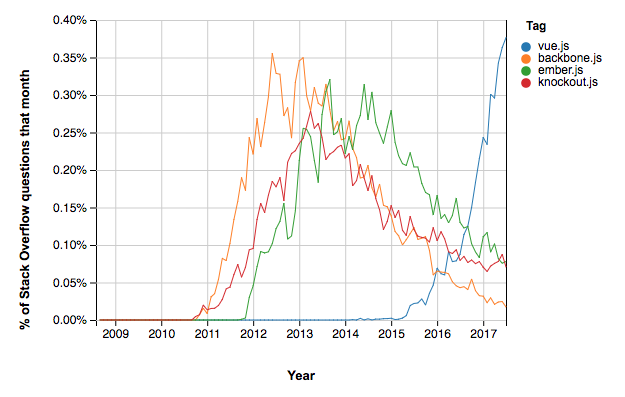 % of Stack Overflow questions that month
0.40%
0.35%
0.30%
0.25%
0.20%
0.15%
0.10%
0.05%
0.00%
2009 2010 2011 2012 2013 2014 2015 2016 2017
Year
Tag
vue.js
backbone.js
ember.js
knockout.js